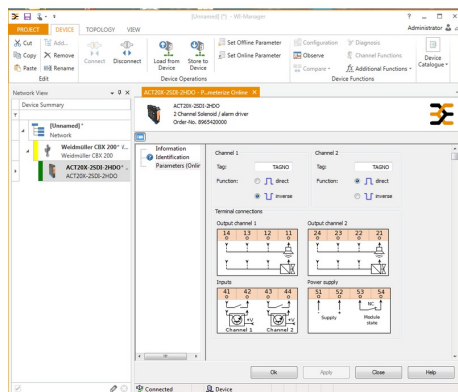 [Unnamed] * - WI-Manager
PROJECT DEVICE TOPOLOGY VIEW
Administrator
Cut
Copy
Paste
Add...
Remove
Rename
Edit
Connect
Disconnect
Load from Device
Store to Device
Set Offline Parameter
Set Online Parameter
Device Operations
Configuration
Observe
Compare
Diagnosis
Channel Functions
Additional Functions
Device Functions
Device Catalogue
Network View
Device Summary
[Unnamed]*
Network
Weidmüller CBX 200* /...
Weidmüller CBX 200
ACT20X-2SDI-2HDO* ..
ACT20X-2SDI-2HDO
ACT20X-2SDI-2HDO - P...meterize Online
ACT20X-2SDI-2HDO
2 Channel Solenoid / alarm driver
Order-No. 8965420000
Information
Identification
Parameters (Onlin
Channel 1
Tag: TAGNO
Function: direct
inverse
Channel 2
Tag: TAGNO
Function: direct
inverse
Terminal connections
Output channel 1
14 13 12 11
Output channel 2
24 23 22 21
Inputs
41 42 43 44
+V +V
Channel 1 Channel 2
Power supply
51 52 53 54
NC
Supply
Module state
Ok Apply Close Help
Connected Device